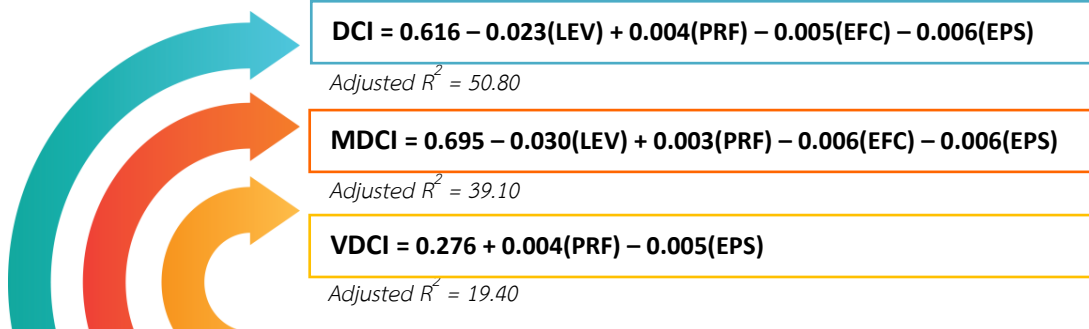 DCI = 0.616 – 0.023(LEV) + 0.004(PRF) – 0.005(EFC) – 0.006(EPS)
Adjusted R² = 50.80
MDCI = 0.695 – 0.030(LEV) + 0.003(PRF) – 0.006(EFC) – 0.006(EPS)
Adjusted R² = 39.10
VDCI = 0.276 + 0.004(PRF) – 0.005(EPS)
Adjusted R² = 19.40